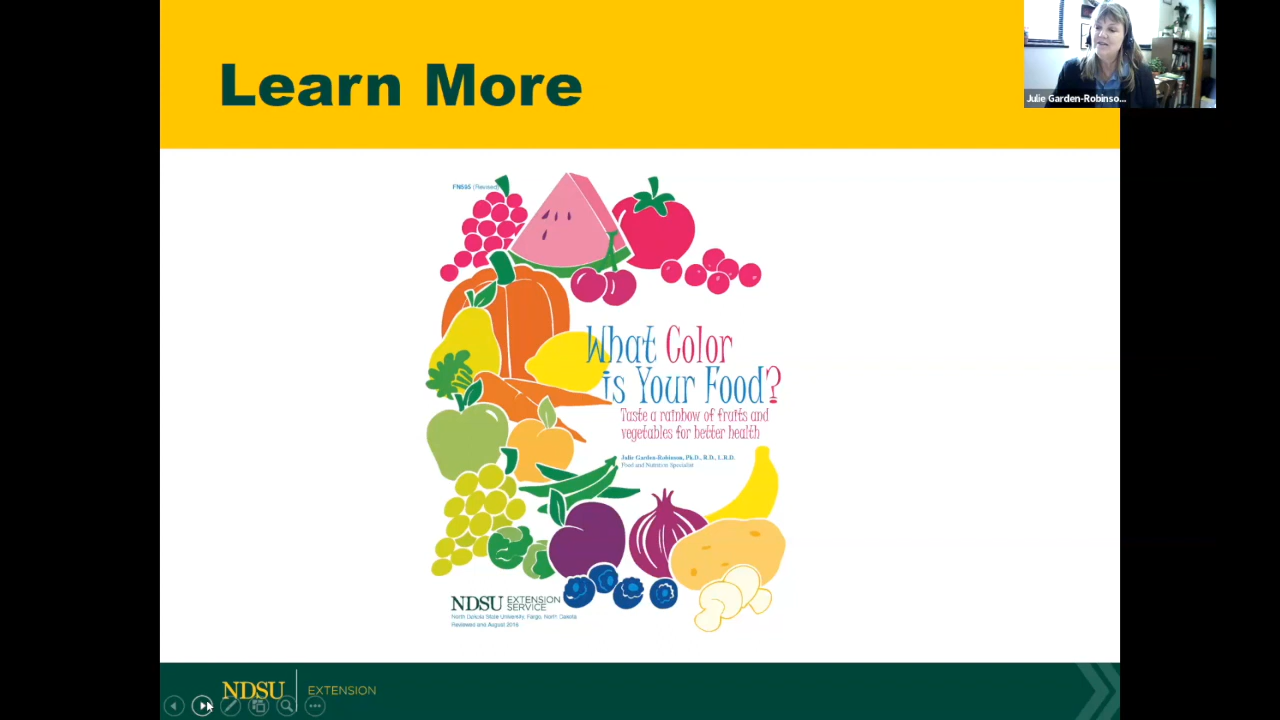 Learn More
Julie Garden-Robinso...
FN595 (Revised)
What Color
is Your Food?
Taste a rainbow of fruits and
vegetables for better health
Julie Garden-Robinson, Ph.D., R.D., L.R.D.
Food and Nutrition Specialist
NDSU EXTENSION
SERVICE
North Dakota State University, Fargo, North Dakota
Reviewed and August 2016
NDSU EXTENSION